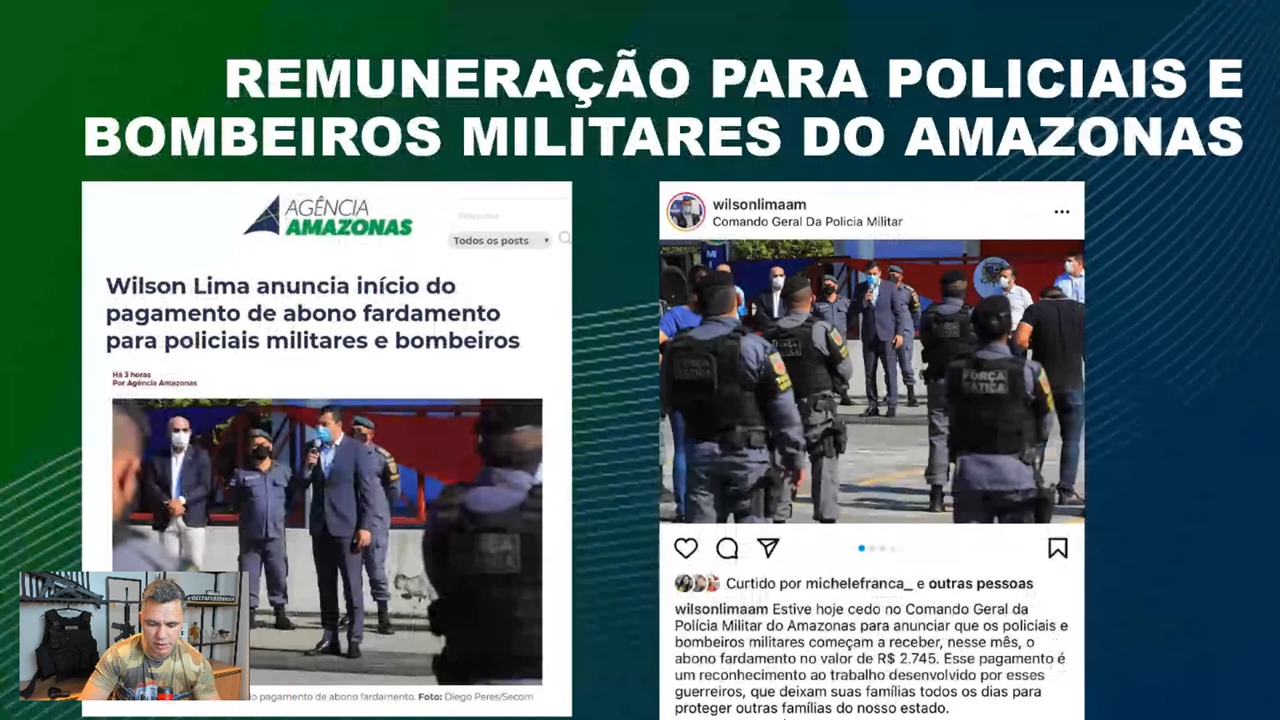 REMUNERAÇÃO PARA POLICIAIS E
BOMBEIROS MILITARES DO AMAZONAS
AGÊNCIA
AMAZONAS
Pesquisar
Todos os posts
Wilson Lima anuncia início do
pagamento de abono fardamento
para policiais militares e bombeiros
Há 3 horas
Por Agência Amazonas
o pagamento de abono fardamento. Foto: Diego Peres/Secom
wilsonlimaam
Comando Geral Da Policia Militar
FORÇA
TÁTICA
Curtido por michelefranca_ e outras pessoas
wilsonlimaam Estive hoje cedo no Comando Geral da
Polícia Militar do Amazonas para anunciar que os policiais e
bombeiros militares começam a receber, nesse mês, o
abono fardamento no valor de R$ 2.745. Esse pagamento é
um reconhecimento ao trabalho desenvolvido por esses
guerreiros, que deixam suas famílias todos os dias para
proteger outras famílias do nosso estado.